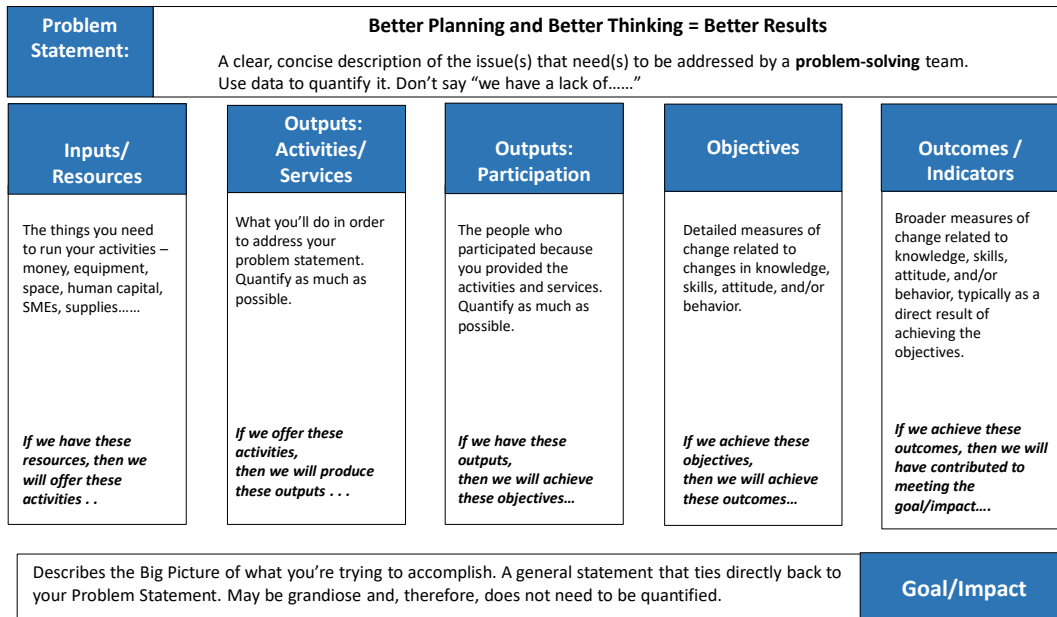 Problem
Statement:
Better Planning and Better Thinking = Better Results
A clear, concise description of the issue(s) that need(s) to be addressed by a problem-solving team.
Use data to quantify it. Don’t say “we have a lack of……”
Inputs/
Resources
The things you need
to run your activities –
money, equipment,
space, human capital,
SMEs, supplies……
If we have these
resources, then we
will offer these
activities . .
Outputs:
Activities/
Services
What you’ll do in order
to address your
problem statement.
Quantify as much as
possible.
If we offer these
activities,
then we will produce
these outputs . . .
Outputs:
Participation
The people who
participated because
you provided the
activities and services.
Quantify as much as
possible.
If we have these
outputs,
then we will achieve
these objectives…
Objectives
Detailed measures of
change related to
changes in knowledge,
skills, attitude, and/or
behavior.
If we achieve these
objectives,
then we will achieve
these outcomes…
Outcomes /
Indicators
Broader measures of
change related to
knowledge, skills,
attitude, and/or
behavior, typically as a
direct result of
achieving the
objectives.
If we achieve these
outcomes, then we will
have contributed to
meeting the
goal/impact….
Describes the Big Picture of what you’re trying to accomplish. A general statement that ties directly back to
your Problem Statement. May be grandiose and, therefore, does not need to be quantified.
Goal/Impact